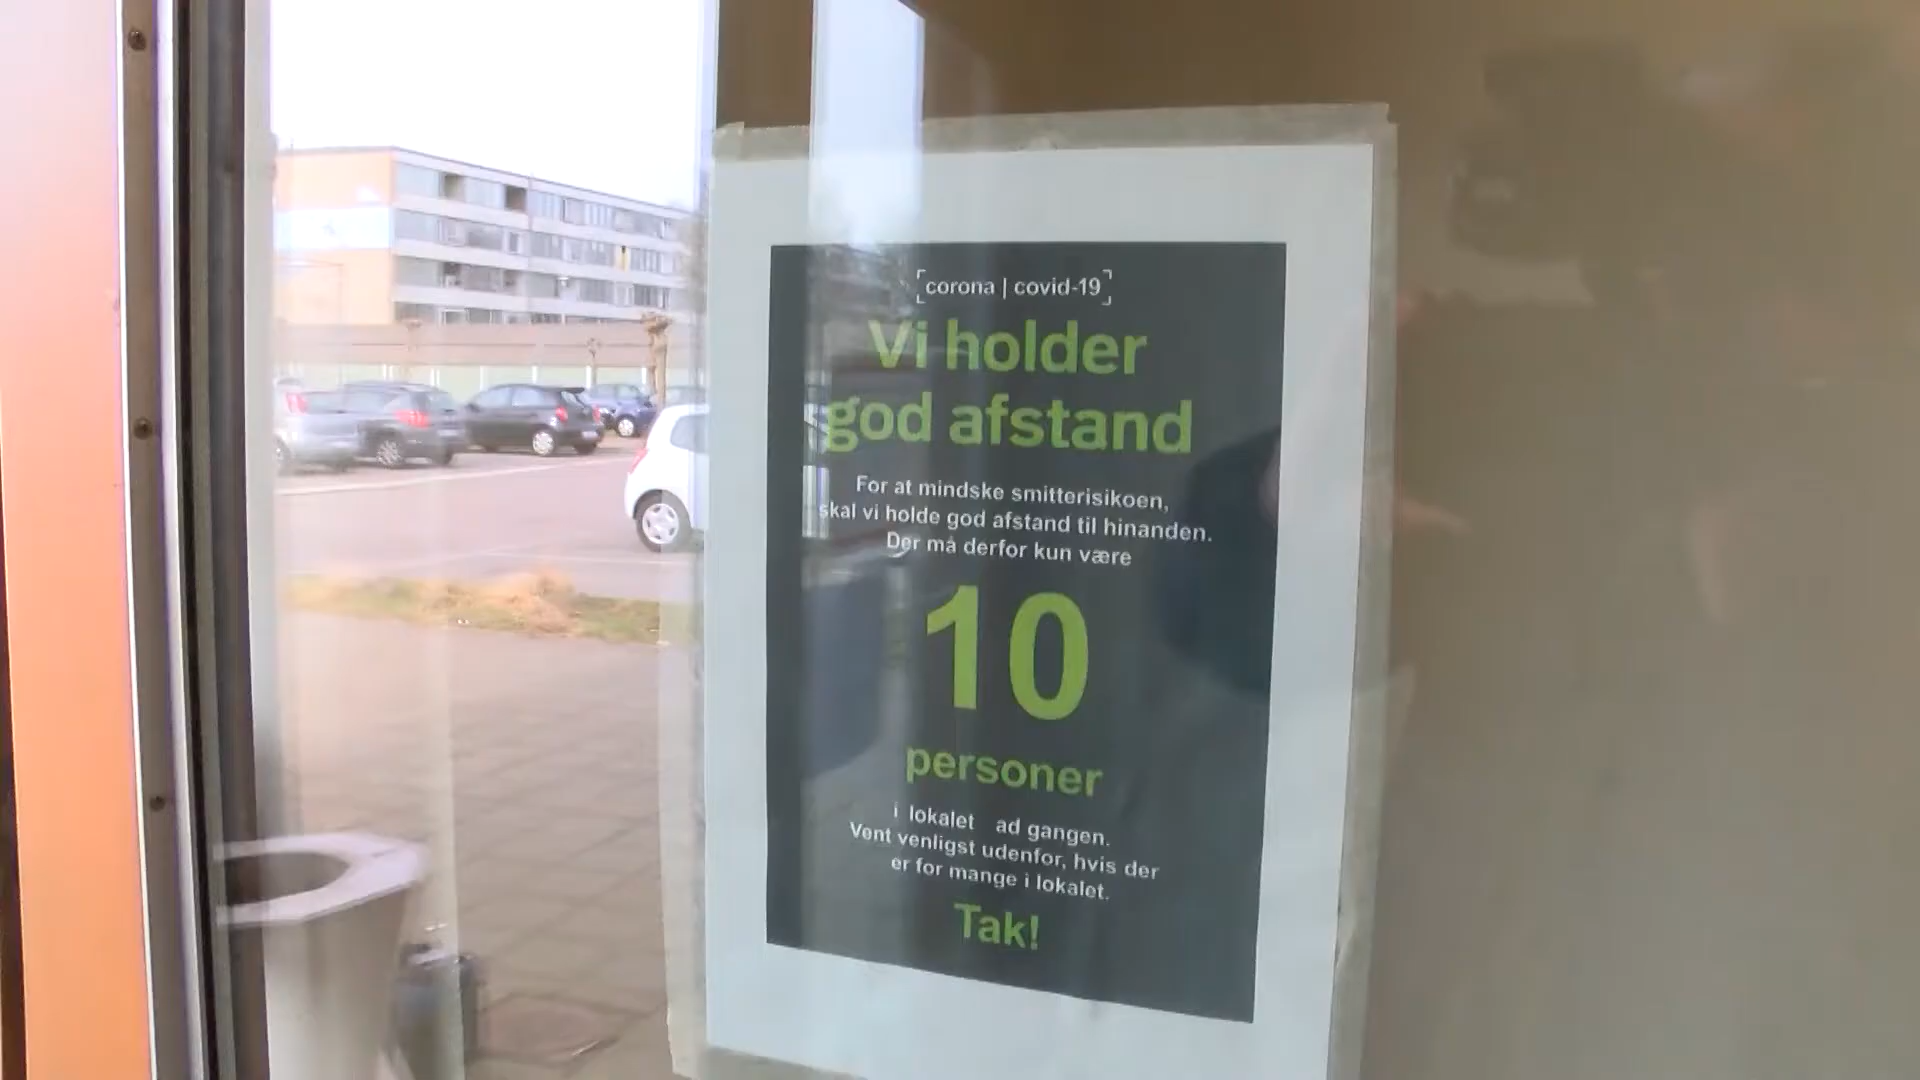 corona | covid-19
Vi holder
god afstand
For at mindske smitterisikoen,
skal vi holde god afstand til hinanden.
Der må derfor kun være
10
personer
i lokalet ad gangen.
Vent venligst udenfor, hvis der
er for mange i lokalet.
Tak!